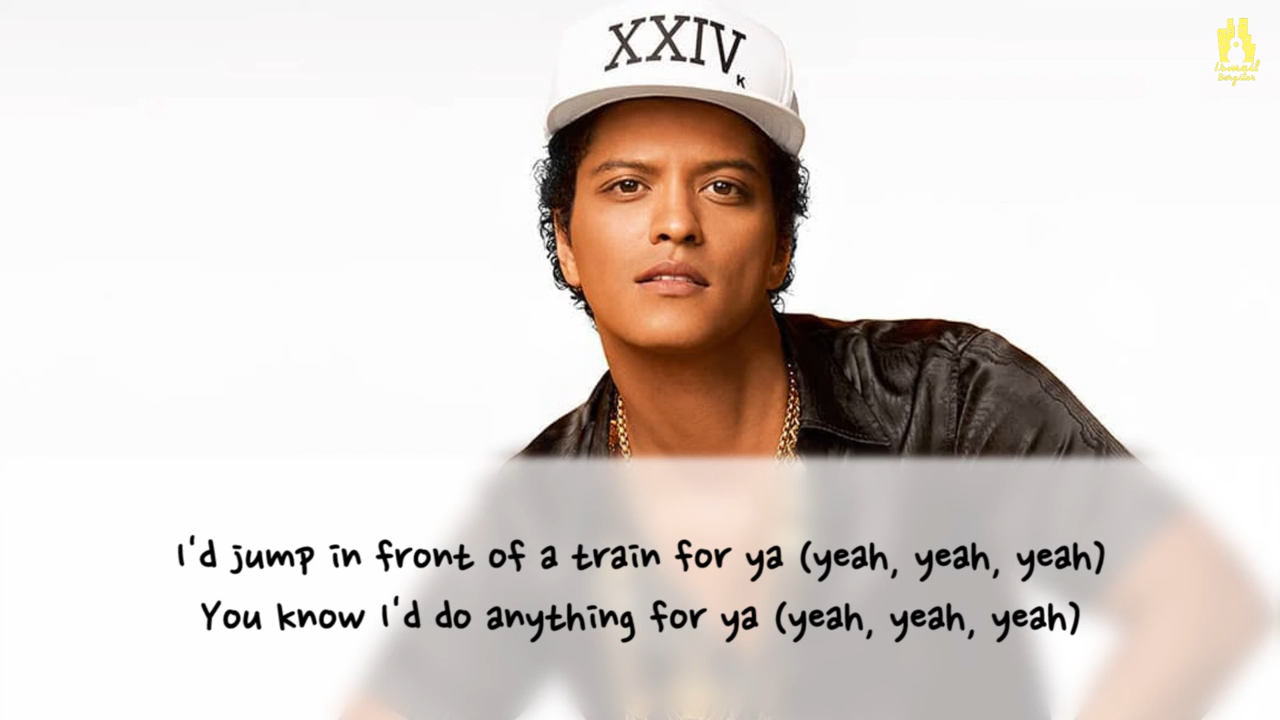 XXIV
K
I'd jump in front of a train for ya (yeah, yeah, yeah)
You know I'd do anything for ya (yeah, yeah, yeah)